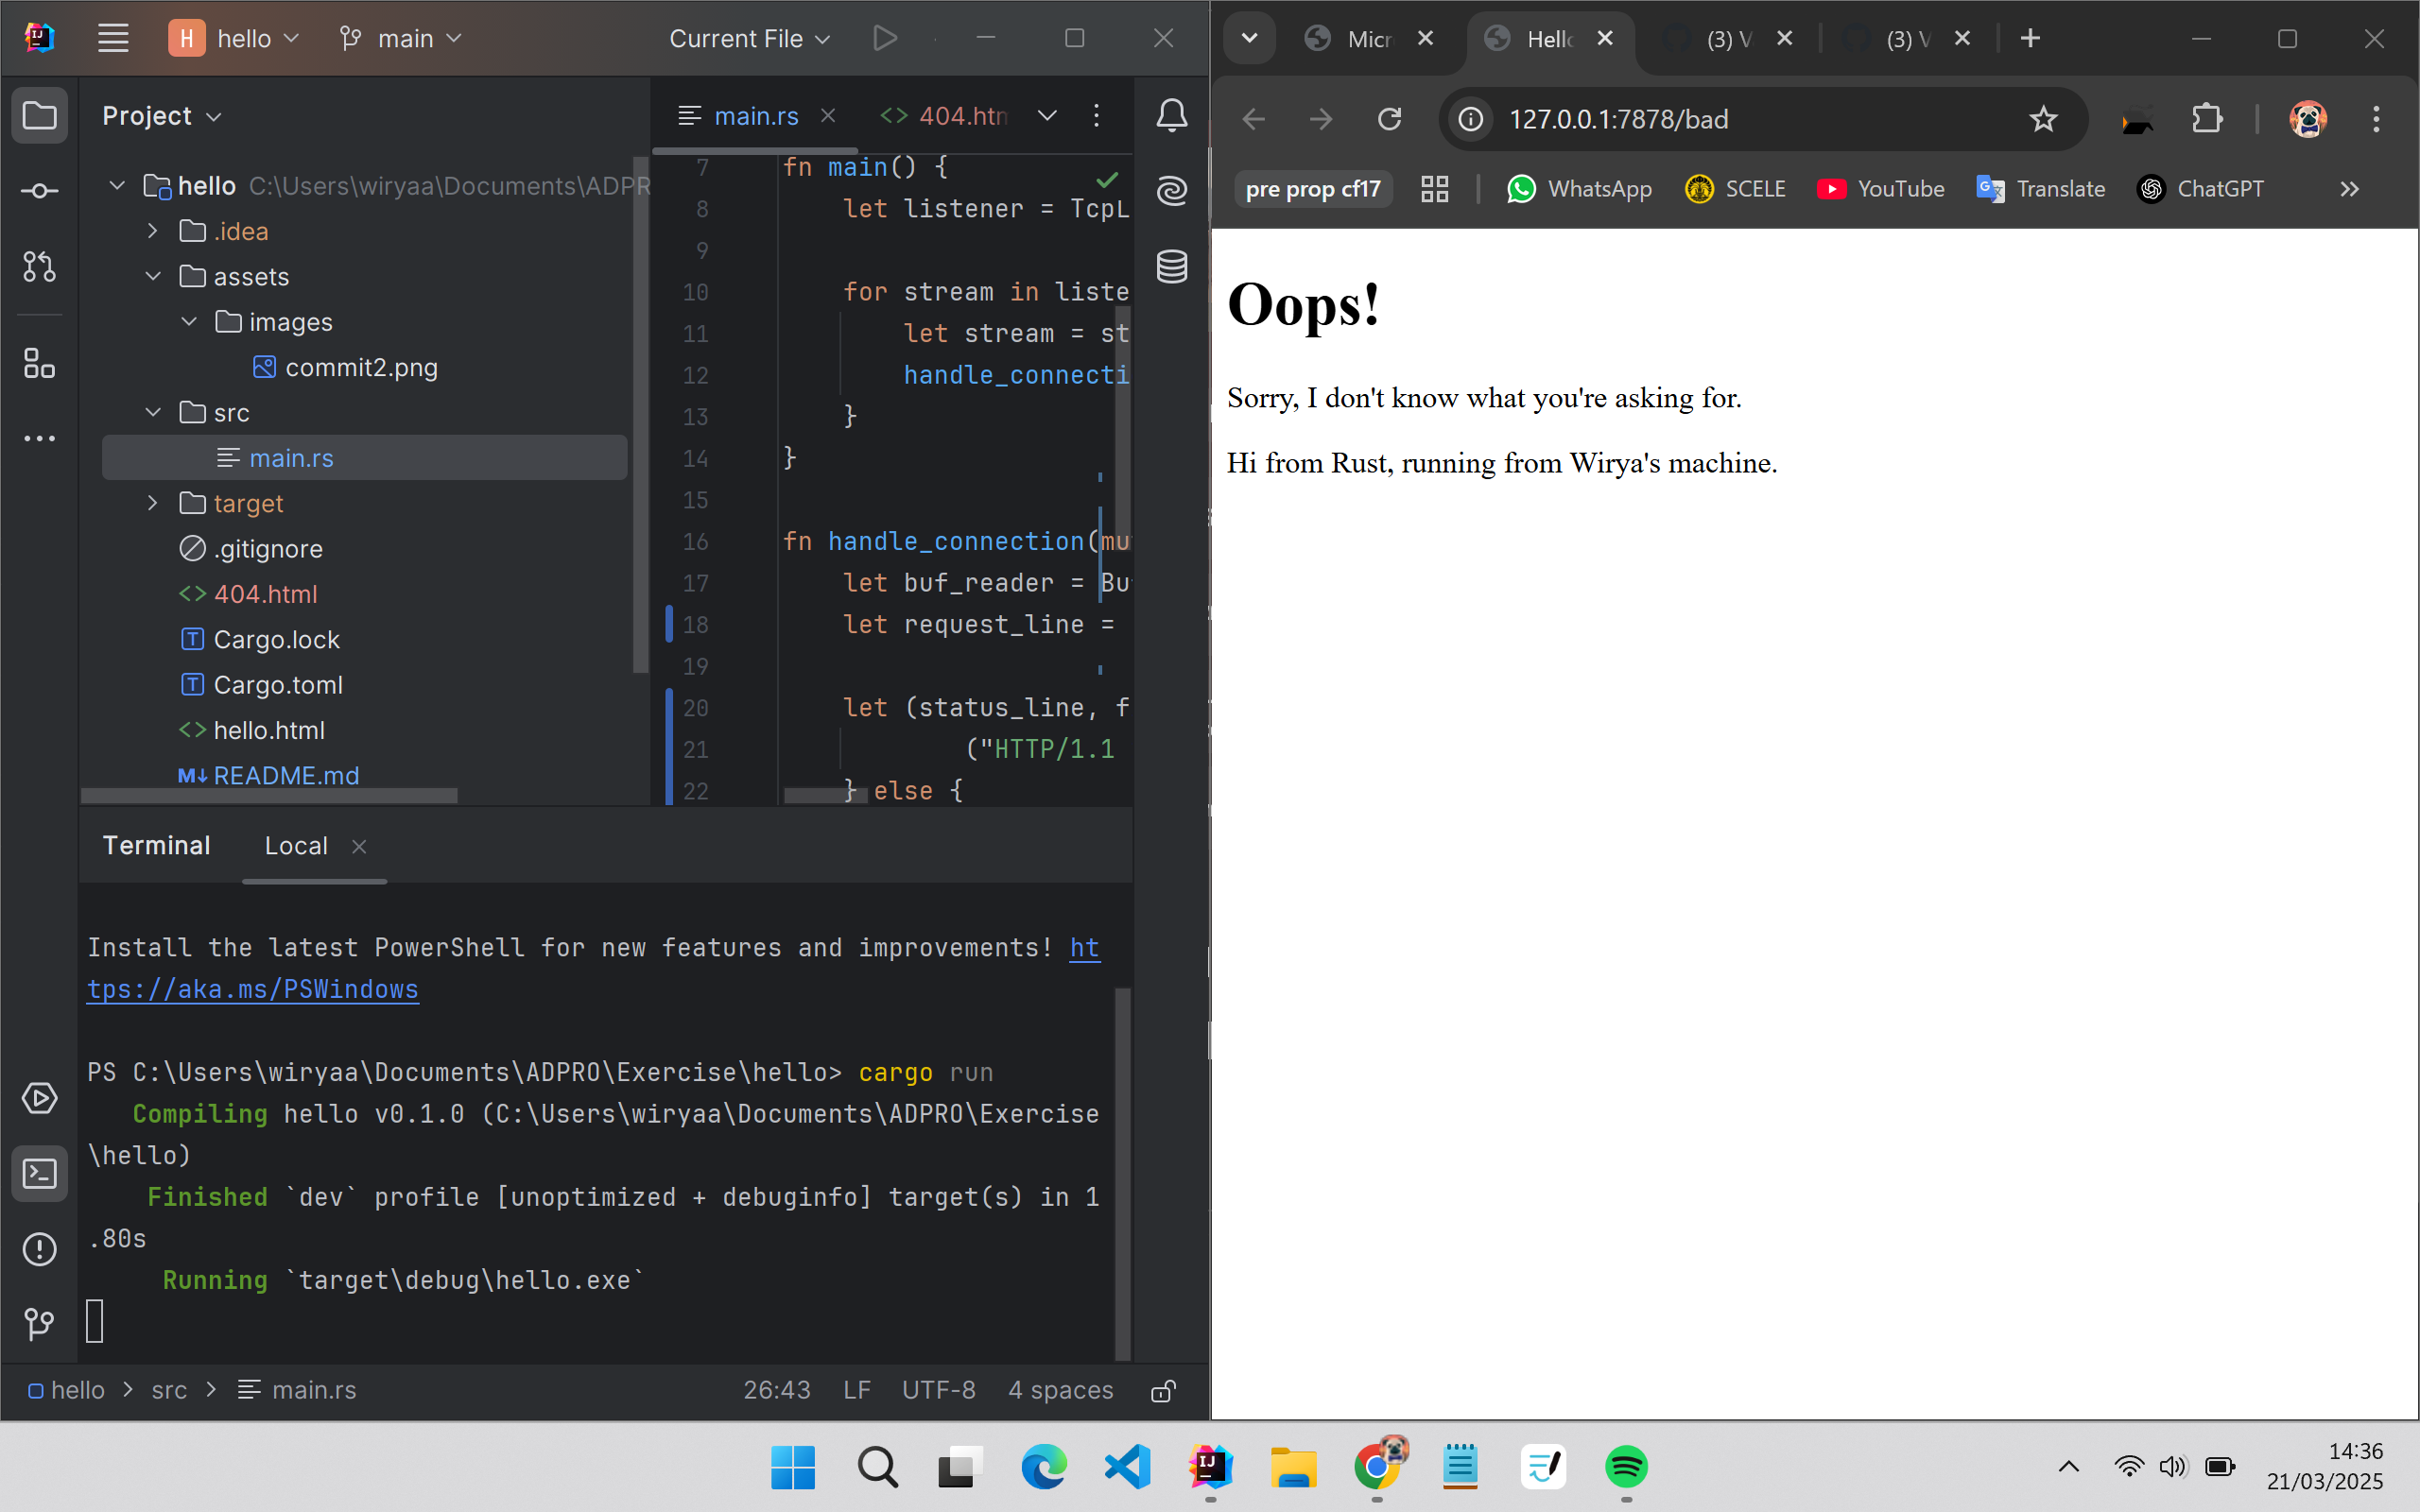 H hello main Current File
Project
main.rs
404.htm
hello C:\Users\wiryaa\Documents\ADPR
.idea
assets
images
commit2.png
src
main.rs
target
.gitignore
404.html
Cargo.lock
Cargo.toml
hello.html
README.md
7 fn main() {
8 let listener = TcpL
9
10 for stream in liste
11 let stream = st
12 handle_connecti
13 }
14 }
15
16 fn handle_connection(mu
17 let buf_reader = Bu
18 let request_line =
19
20 let (status_line, f
21 ("HTTP/1.1
22 } else {
Terminal Local
Install the latest PowerShell for new features and improvements! ht
tps://aka.ms/PSWindows
PS C:\Users\wiryaa\Documents\ADPRO\Exercise\hello> cargo run
Compiling hello v0.1.0 (C:\Users\wiryaa\Documents\ADPRO\Exercise
\hello)
Finished `dev` profile [unoptimized + debuginfo] target(s) in 1
.80s
Running `target\debug\hello.exe`
hello > src > main.rs 26:43 LF UTF-8 4 spaces
Micr Hello (3) V (3) V
127.0.0.1:7878/bad
pre prop cf17 WhatsApp SCELE YouTube Translate ChatGPT
Oops!
Sorry, I don't know what you're asking for.
Hi from Rust, running from Wirya's machine.
14:36
21/03/2025